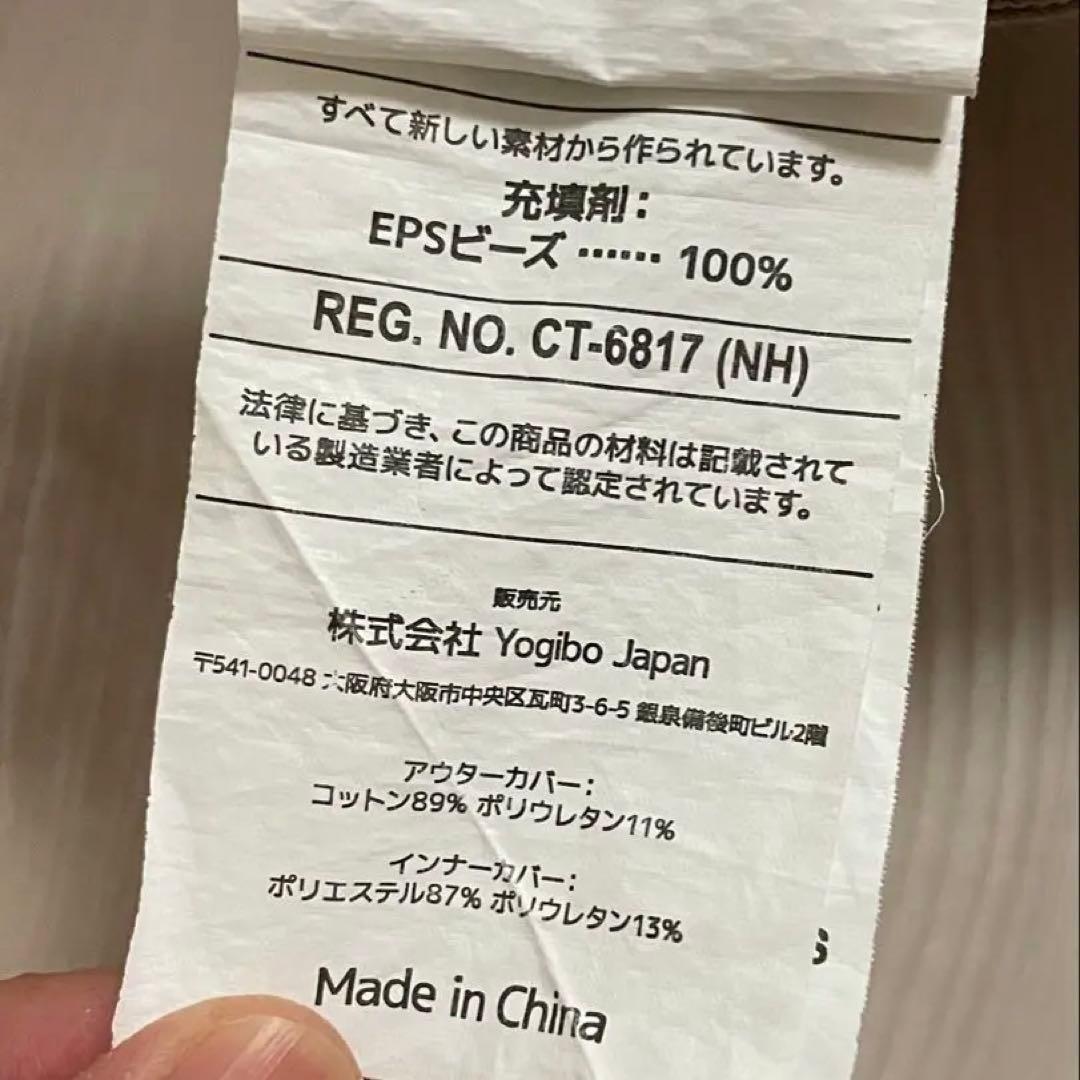 すべて新しい素材から作られています。
充填剤：
EPSビーズ …… 100%
REG. NO. CT-6817 (NH)
法律に基づき、この商品の材料は記載されて
いる製造業者によって認定されています。
販売元
株式会社 Yogibo Japan
〒541-0048 大阪府大阪市中央区瓦町3-6-5 銀泉備後町ビル2階
アウターカバー：
コットン89% ポリウレタン11%
インナーカバー：
ポリエステル87% ポリウレタン13%
Made in China